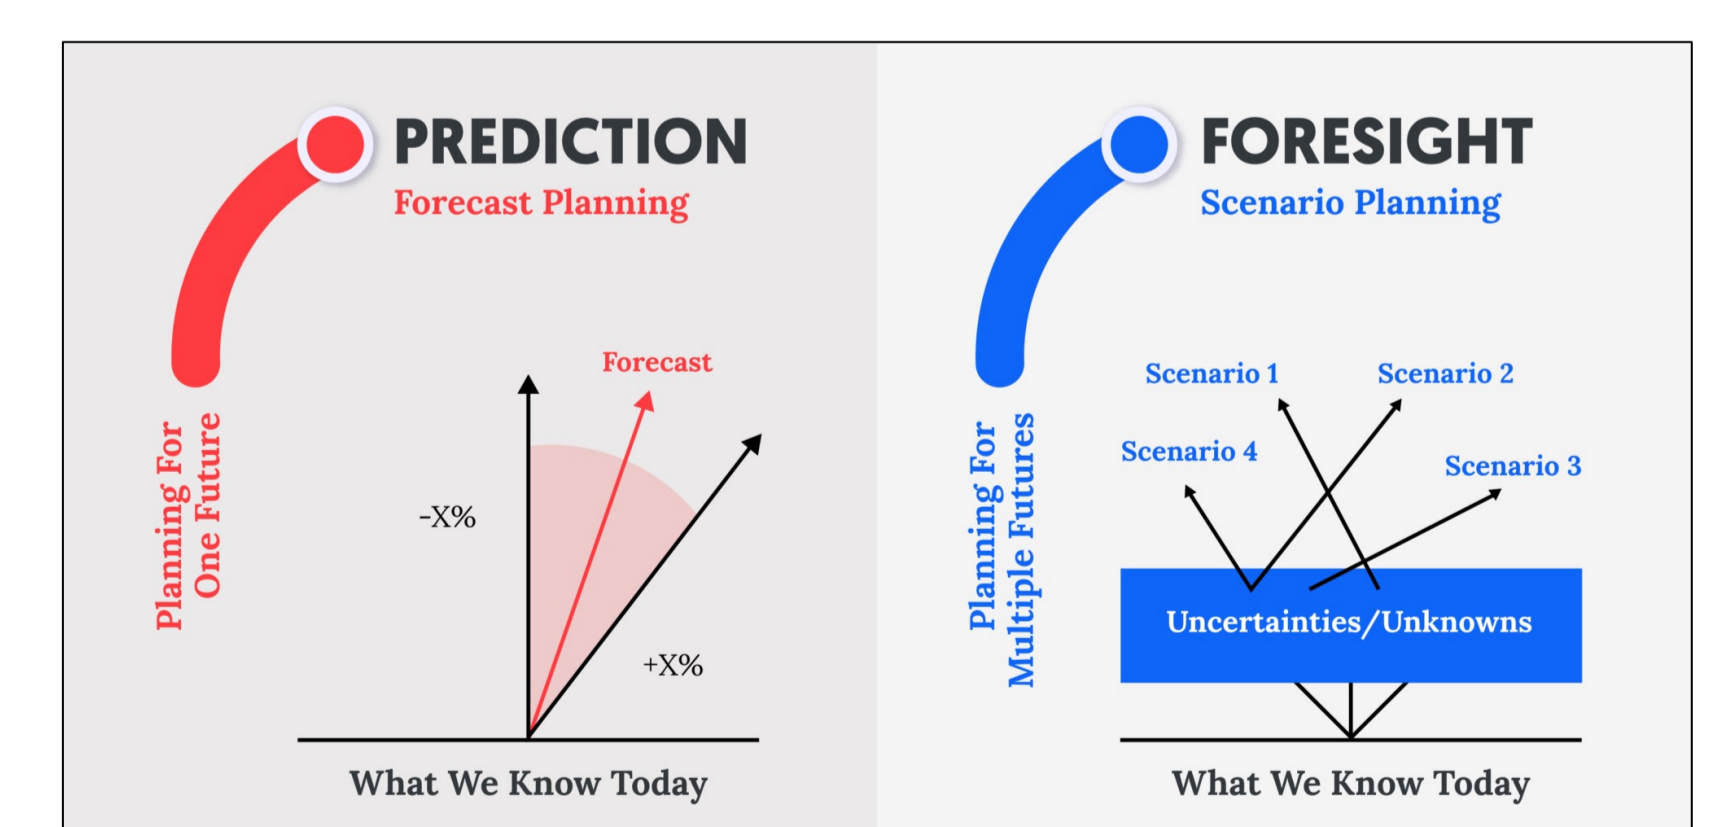 PREDICTION
Forecast Planning
Planning For
One Future
Forecast
-X%
+X%
What We Know Today
FORESIGHT
Scenario Planning
Planning For
Multiple Futures
Scenario 1
Scenario 2
Scenario 4
Scenario 3
Uncertainties/Unknowns
What We Know Today